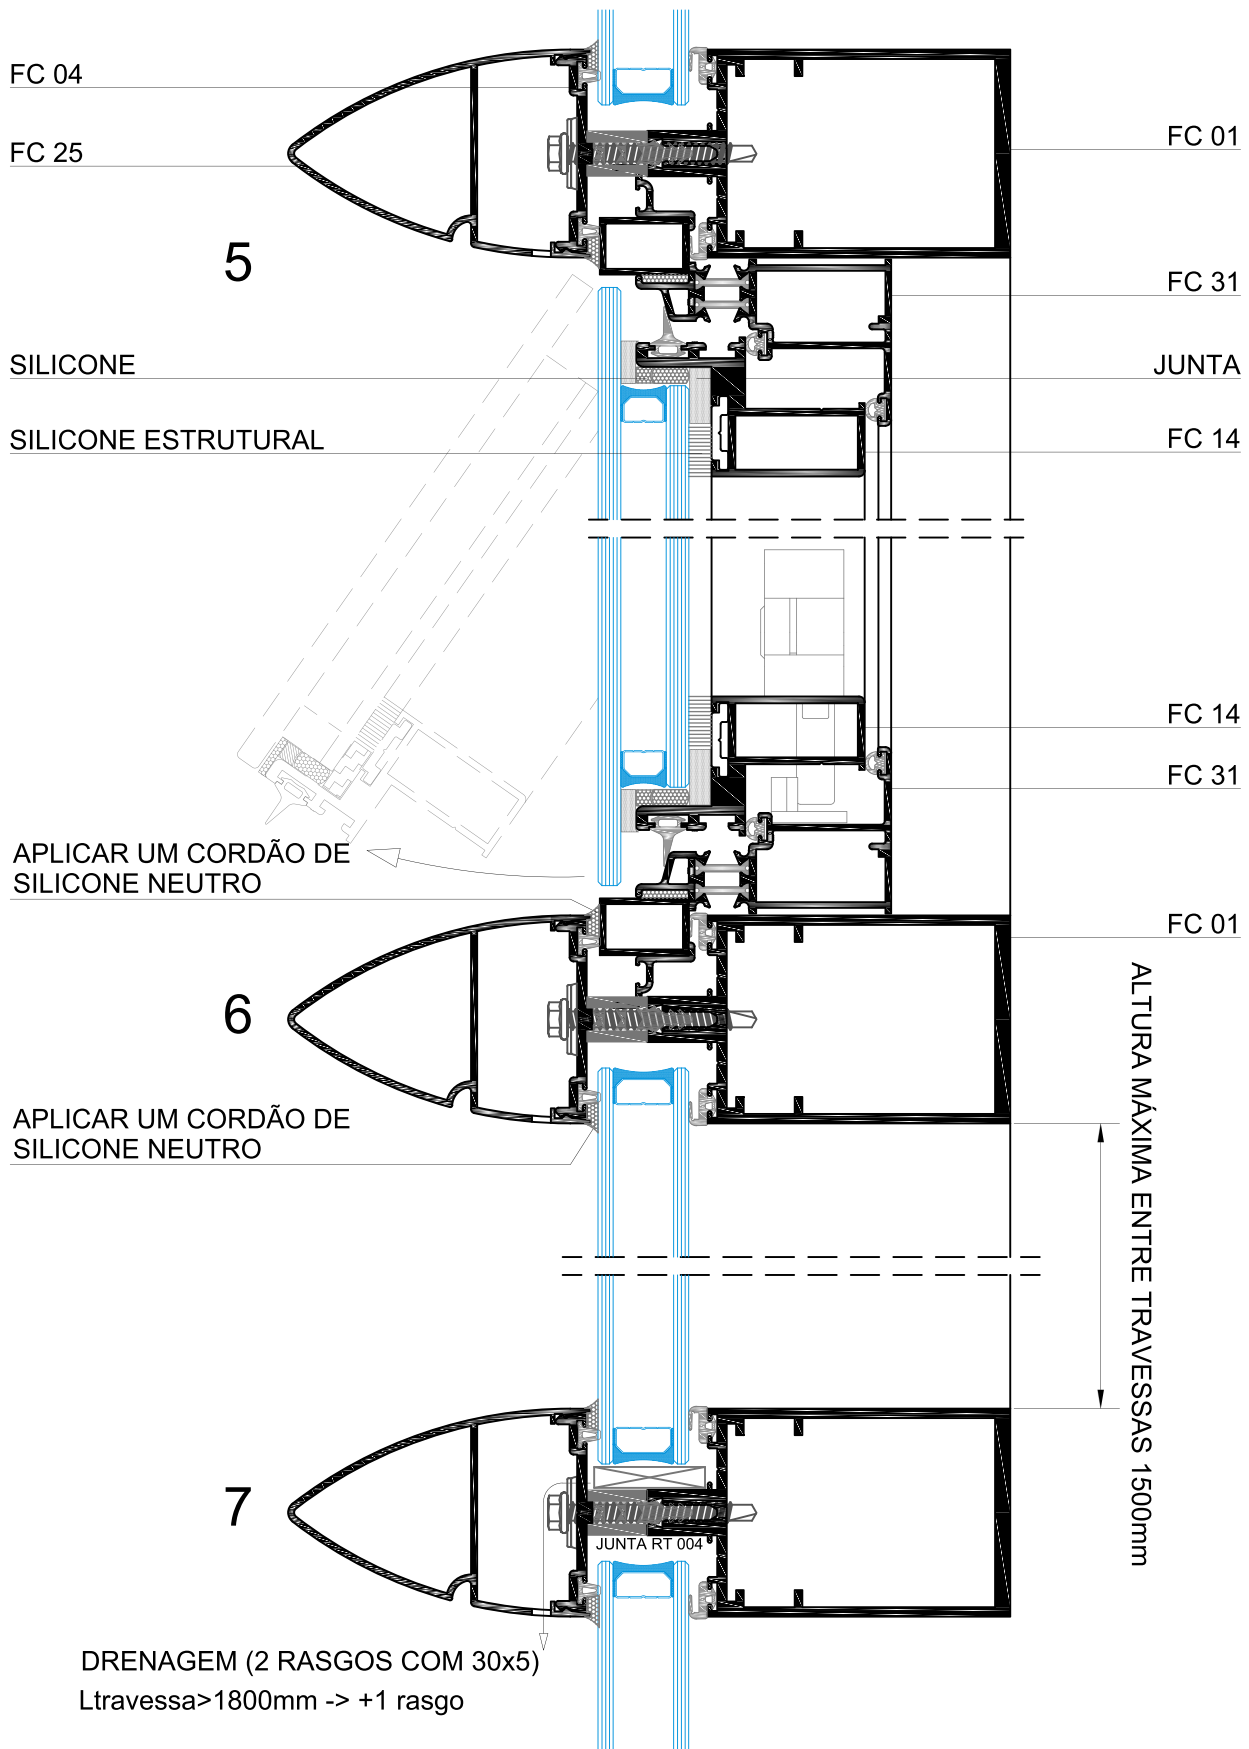 FC 04
FC 25
FC 01
5
FC 31
SILICONE
JUNTA
SILICONE ESTRUTURAL
FC 14
FC 14
FC 31
APLICAR UM CORDÃO DE
SILICONE NEUTRO
FC 01
6
ALTURA MÁXIMA ENTRE TRAVESSAS 1500mm
APLICAR UM CORDÃO DE
SILICONE NEUTRO
7
JUNTA RT 004
DRENAGEM (2 RASGOS COM 30x5)
Ltravessa>1800mm -> +1 rasgo